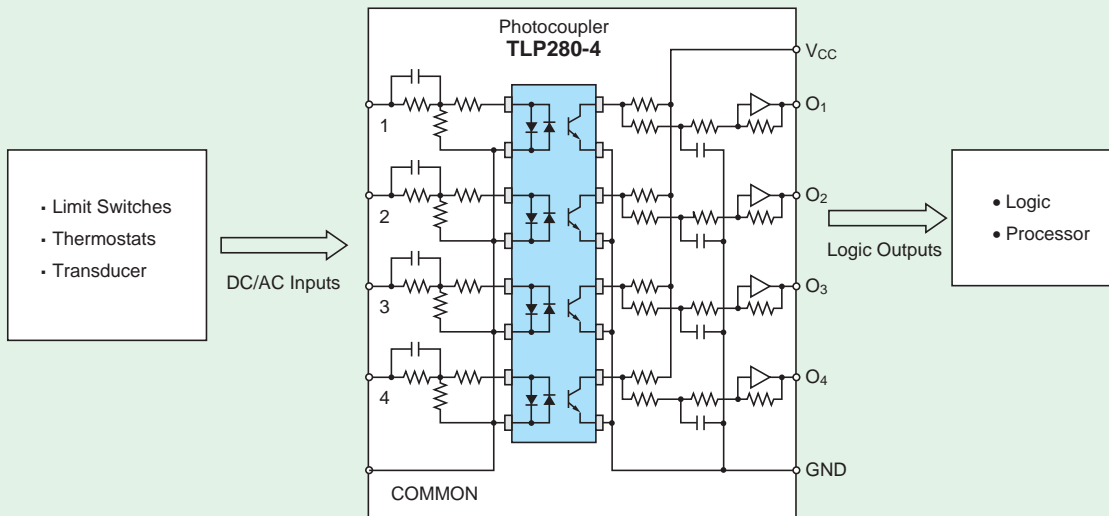 Photocoupler
TLP280-4
VCC
O1
1
O2
2
▪ Limit Switches
▪ Thermostats
▪ Transducer
DC/AC Inputs
Logic Outputs
• Logic
• Processor
O3
3
O4
4
GND
COMMON